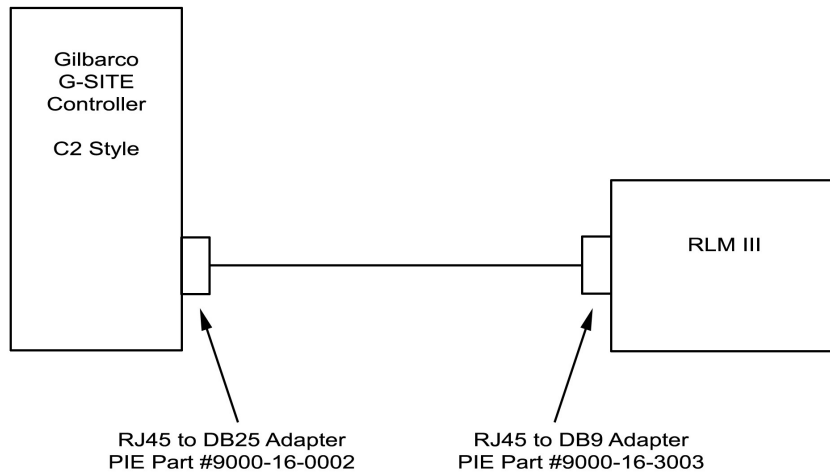 Gilbarco
G-SITE
Controller
C2 Style
RLM III
RJ45 to DB25 Adapter
PIE Part #9000-16-0002
RJ45 to DB9 Adapter
PIE Part #9000-16-3003